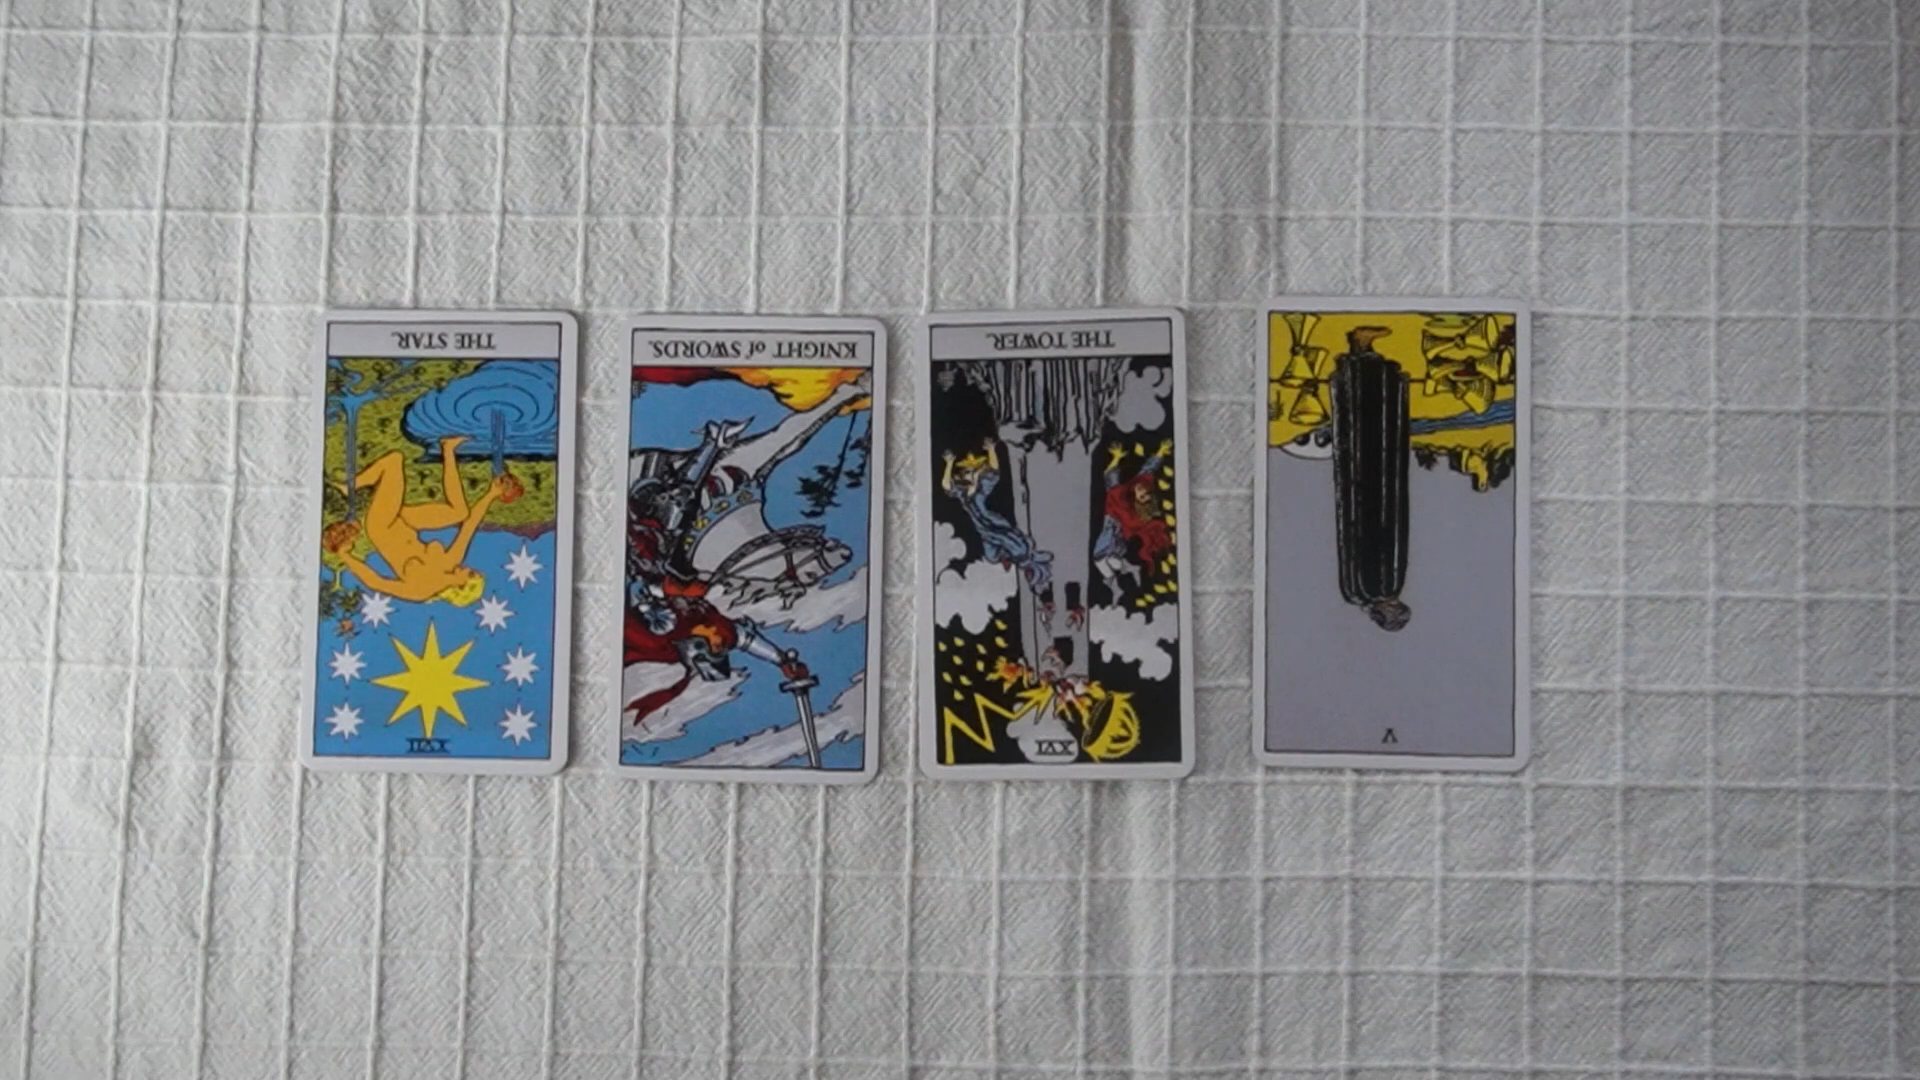 THE STAR.
XVII
KNIGHT of SWORDS.
THE TOWER.
XVI
V